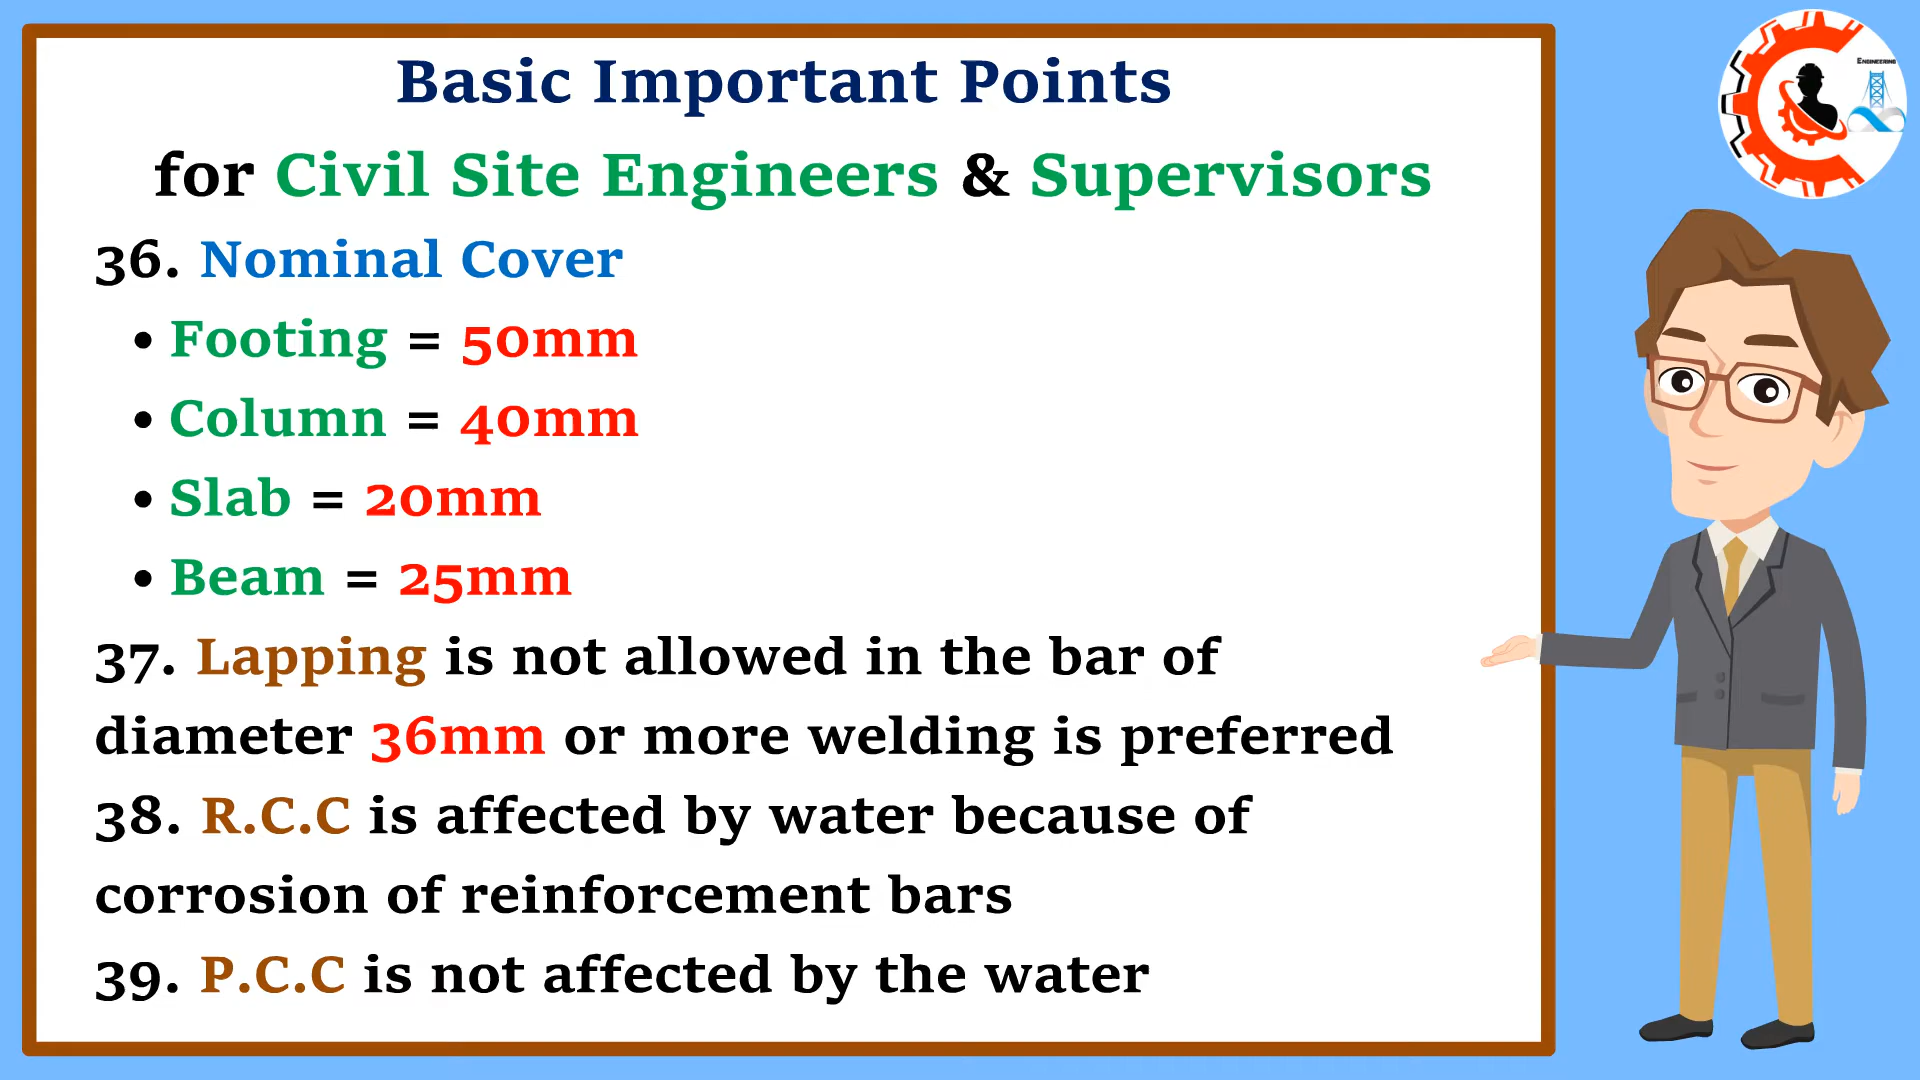 Basic Important Points
for Civil Site Engineers & Supervisors
36. Nominal Cover
• Footing = 50mm
• Column = 40mm
• Slab = 20mm
• Beam = 25mm
37. Lapping is not allowed in the bar of
diameter 36mm or more welding is preferred
38. R.C.C is affected by water because of
corrosion of reinforcement bars
39. P.C.C is not affected by the water
ENGINEERING